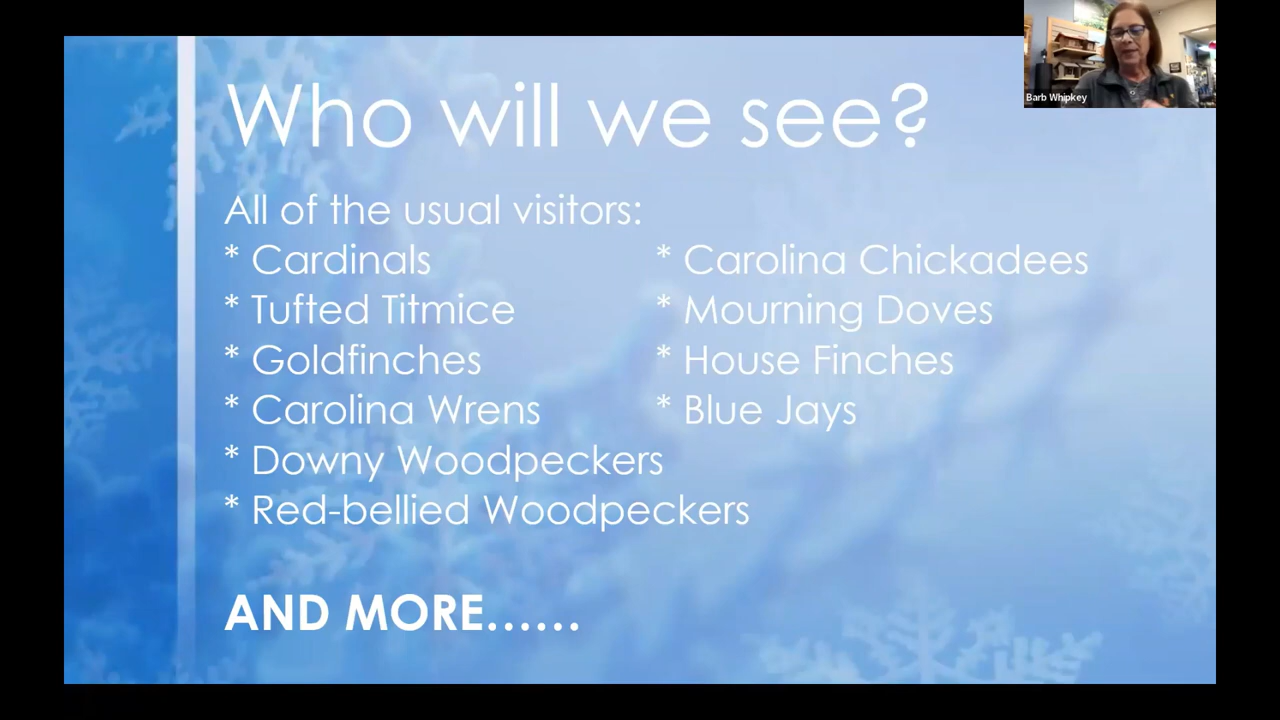 Barb Whipkey
Who will we see?
All of the usual visitors:
* Cardinals
* Carolina Chickadees
* Tufted Titmice
* Mourning Doves
* Goldfinches
* House Finches
* Carolina Wrens
* Blue Jays
* Downy Woodpeckers
* Red-bellied Woodpeckers
AND MORE......